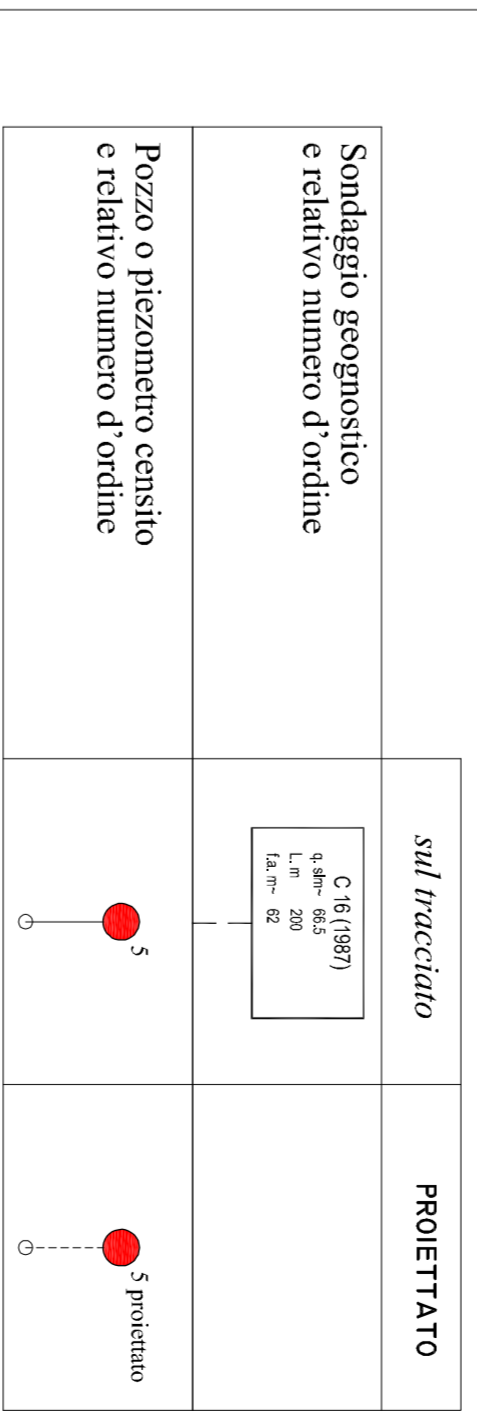 sul tracciato
PROIETTATO
Sondaggio geognostico
e relativo numero d'ordine
C 16 (1987)
q. slm~ 66.5
L. m 200
f.a. m~ 62
Pozzo o piezometro censito
e relativo numero d'ordine
5
5 proiettato